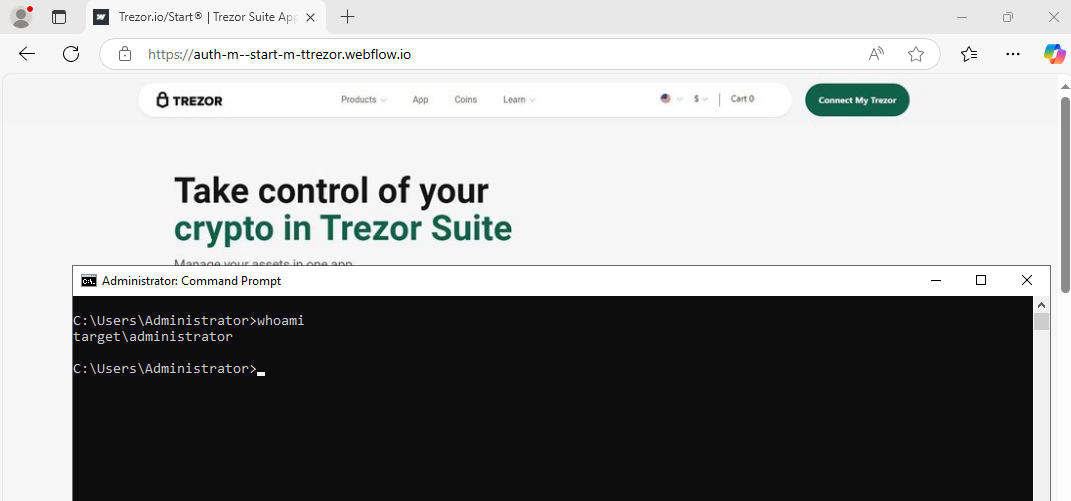 Trezor.io/Start® | Trezor Suite App
https://auth-m--start-m-ttrezor.webflow.io
TREZOR
Products
App
Coins
Learn
$
Cart 0
Connect My Trezor
Take control of your
crypto in Trezor Suite
Manage your assets in one app
Administrator: Command Prompt
C:\Users\Administrator>whoami
target\administrator
C:\Users\Administrator>